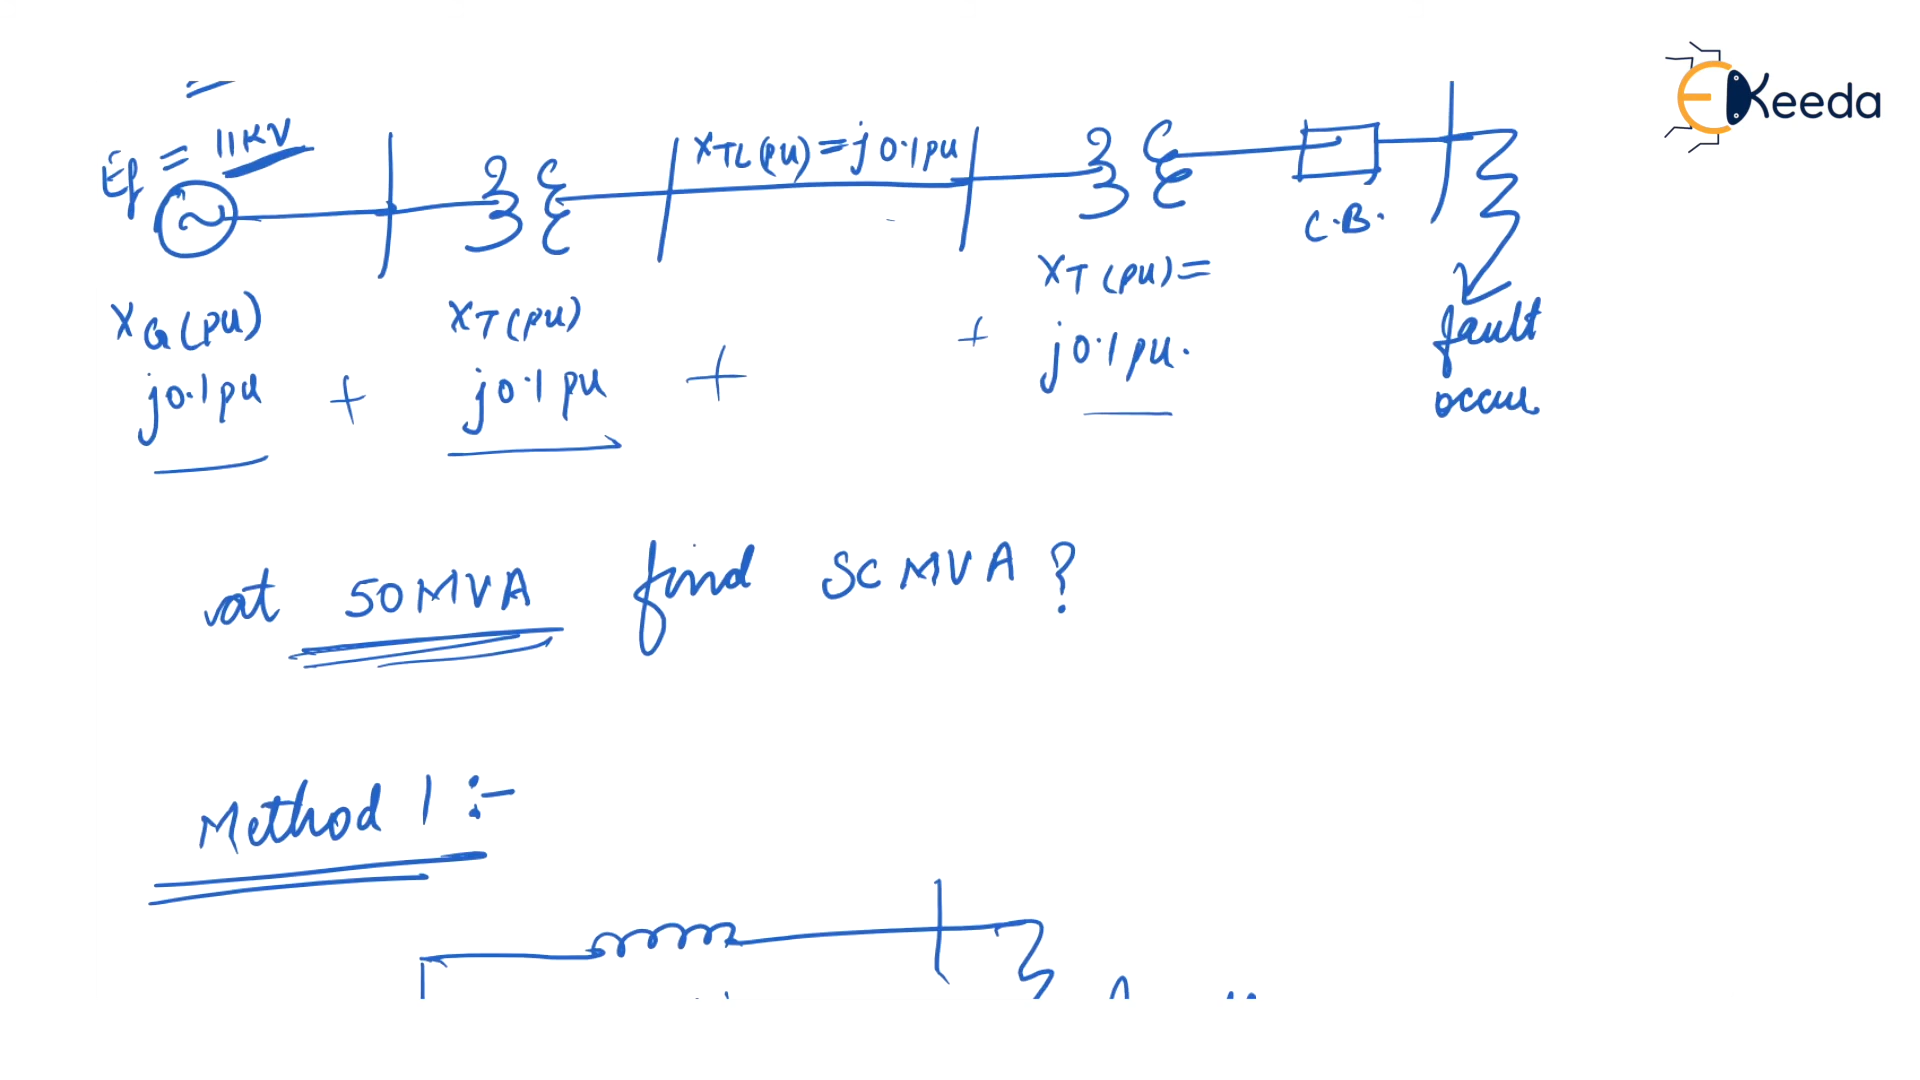 EKeeda
Ef = 11KV
XTL(pu) = j0.1pu
C.B.
XG(pu)
j0.1pu
+
XT(pu)
j0.1pu
+
+
XT(pu) =
j0.1pu.
fault
occur
at 50MVA find SC MVA ?
Method 1 :-